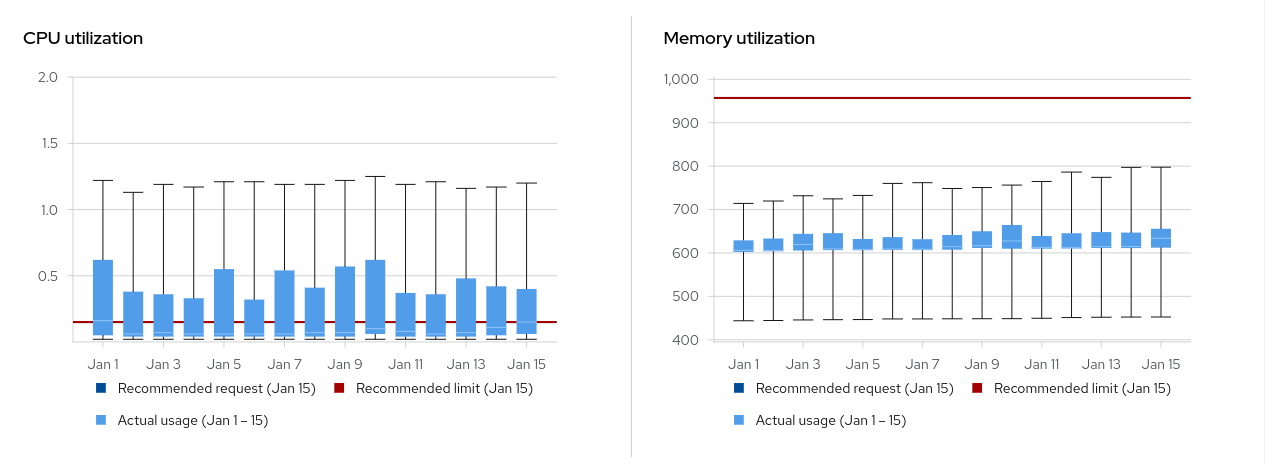 CPU utilization
2.0
1.5
1.0
0.5
Jan 1 Jan 3 Jan 5 Jan 7 Jan 9 Jan 11 Jan 13 Jan 15
Recommended request (Jan 15) Recommended limit (Jan 15)
Actual usage (Jan 1 – 15)
Memory utilization
1,000
900
800
700
600
500
400
Jan 1 Jan 3 Jan 5 Jan 7 Jan 9 Jan 11 Jan 13 Jan 15
Recommended request (Jan 15) Recommended limit (Jan 15)
Actual usage (Jan 1 – 15)